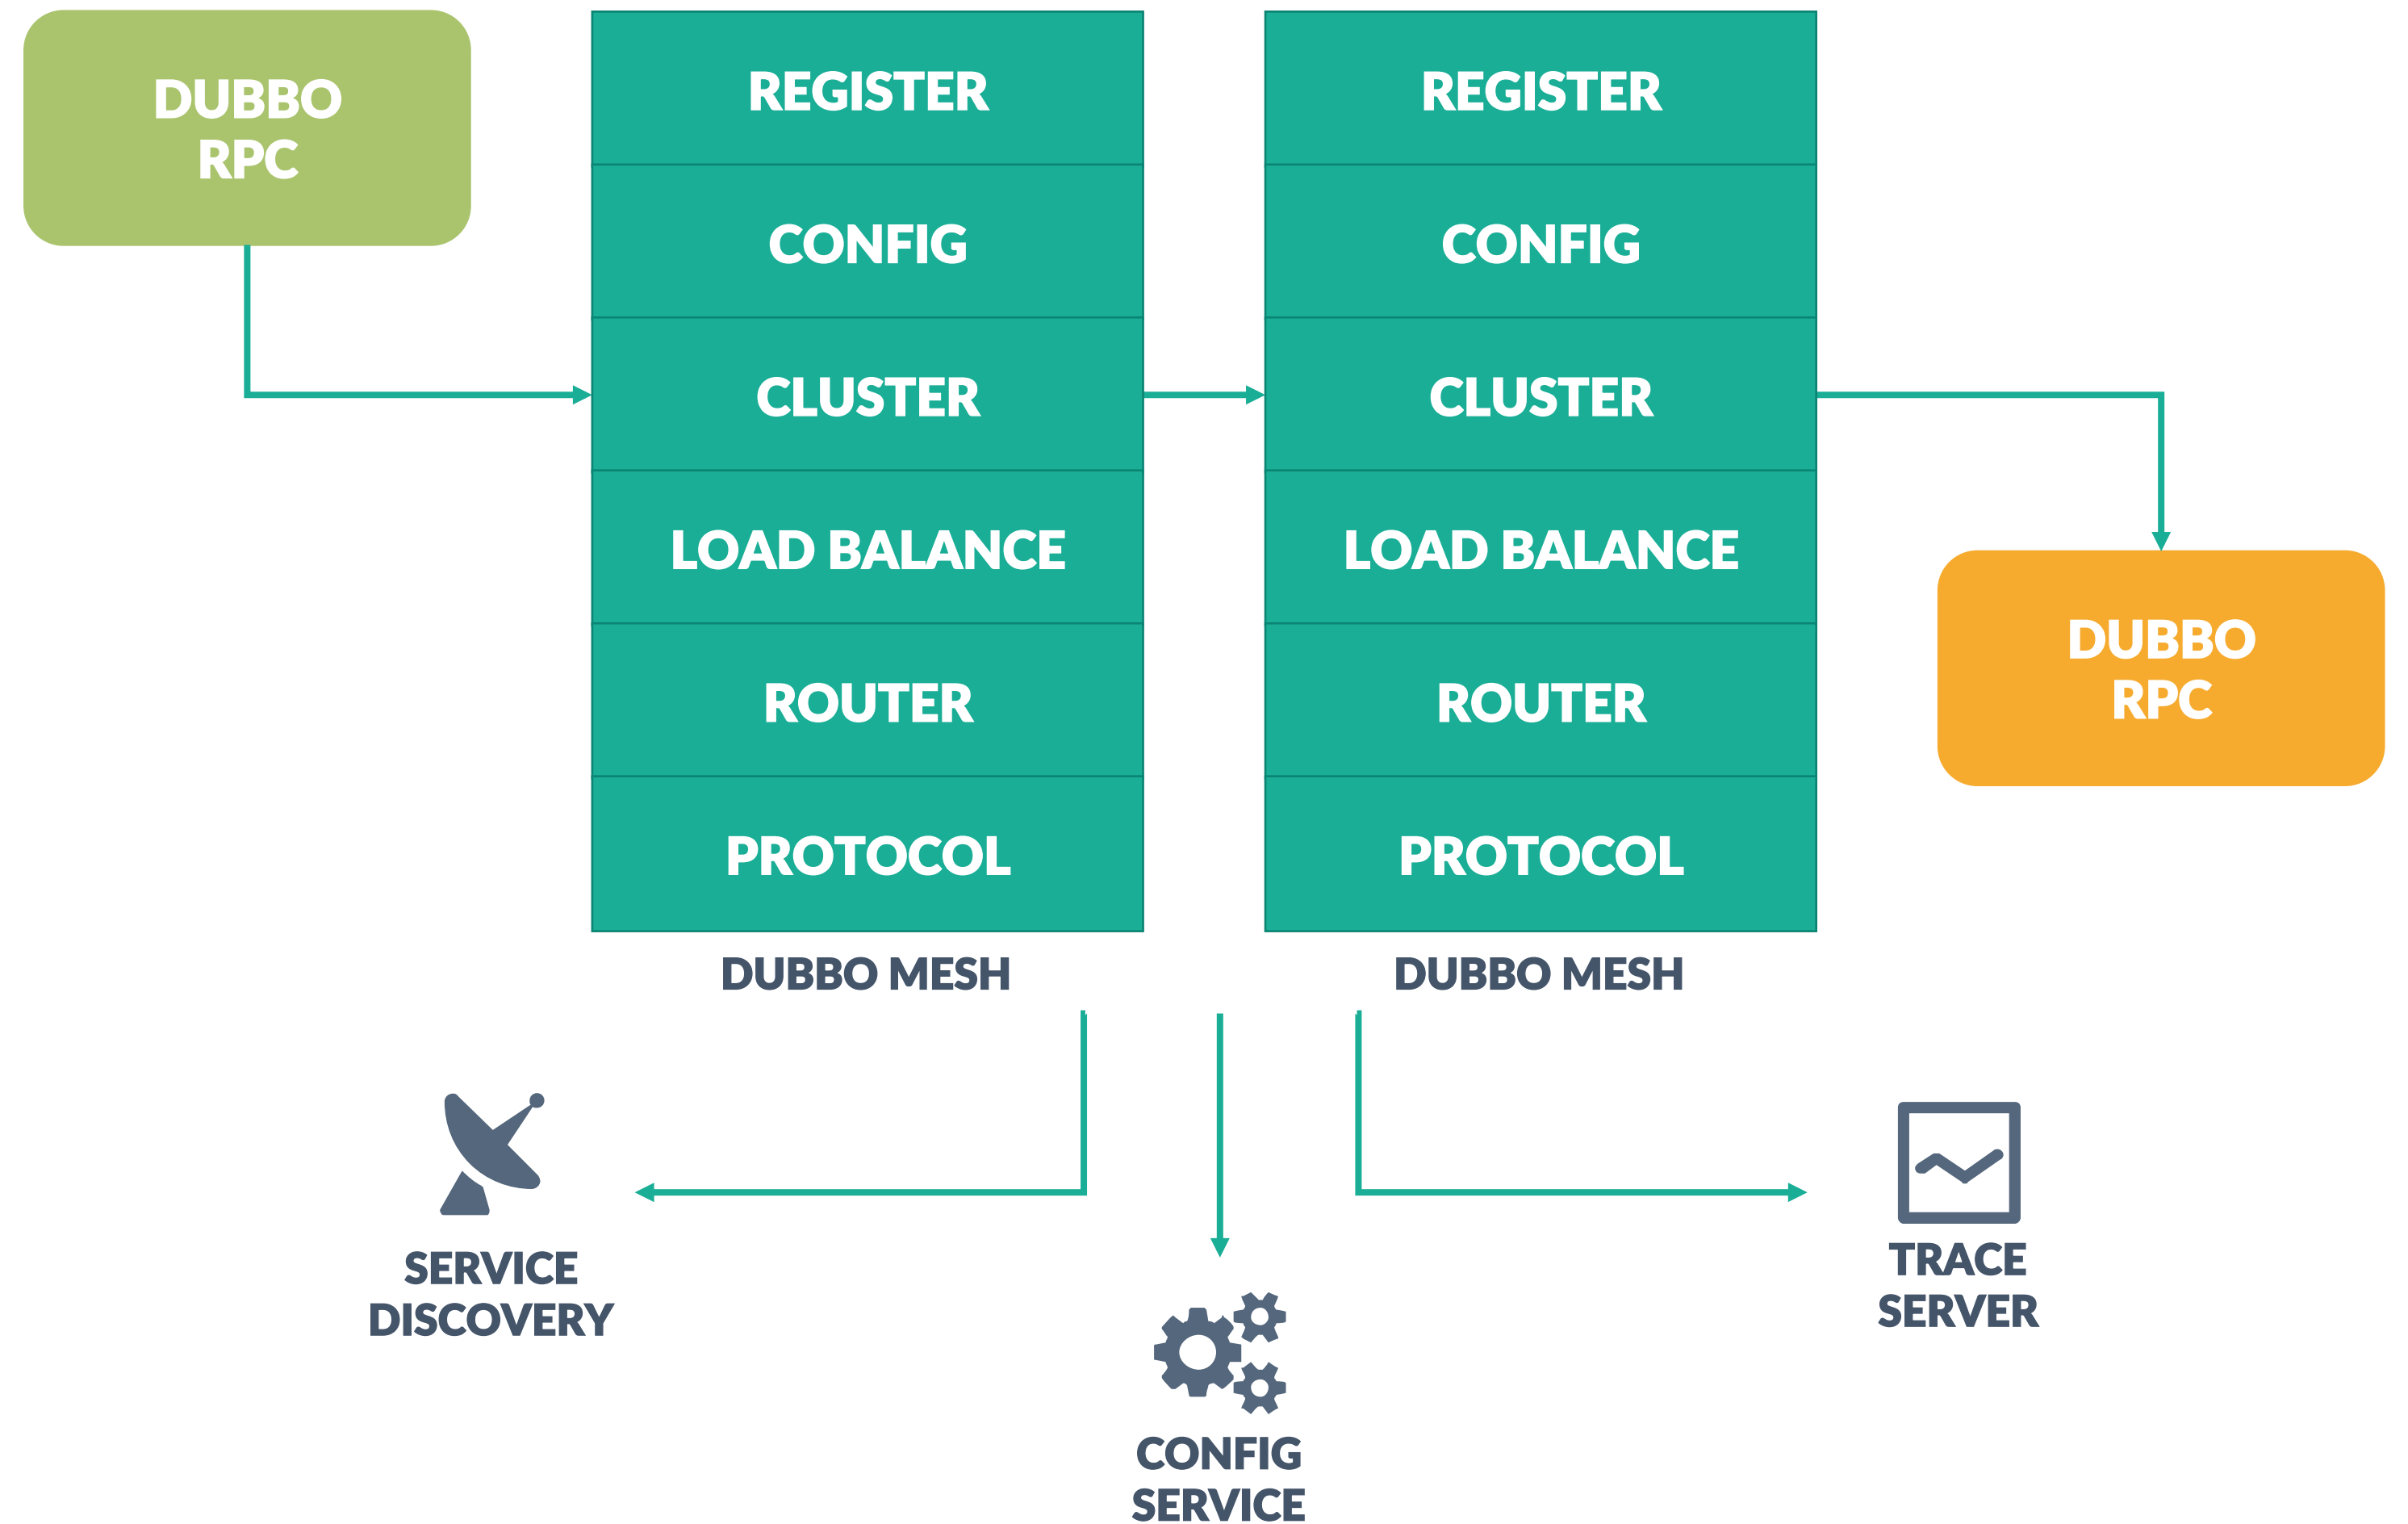 DUBBO
RPC
REGISTER
CONFIG
CLUSTER
LOAD BALANCE
ROUTER
PROTOCOL
DUBBO MESH
REGISTER
CONFIG
CLUSTER
LOAD BALANCE
ROUTER
PROTOCOL
DUBBO MESH
DUBBO
RPC
SERVICE
DISCOVERY
CONFIG
SERVICE
TRACE
SERVER